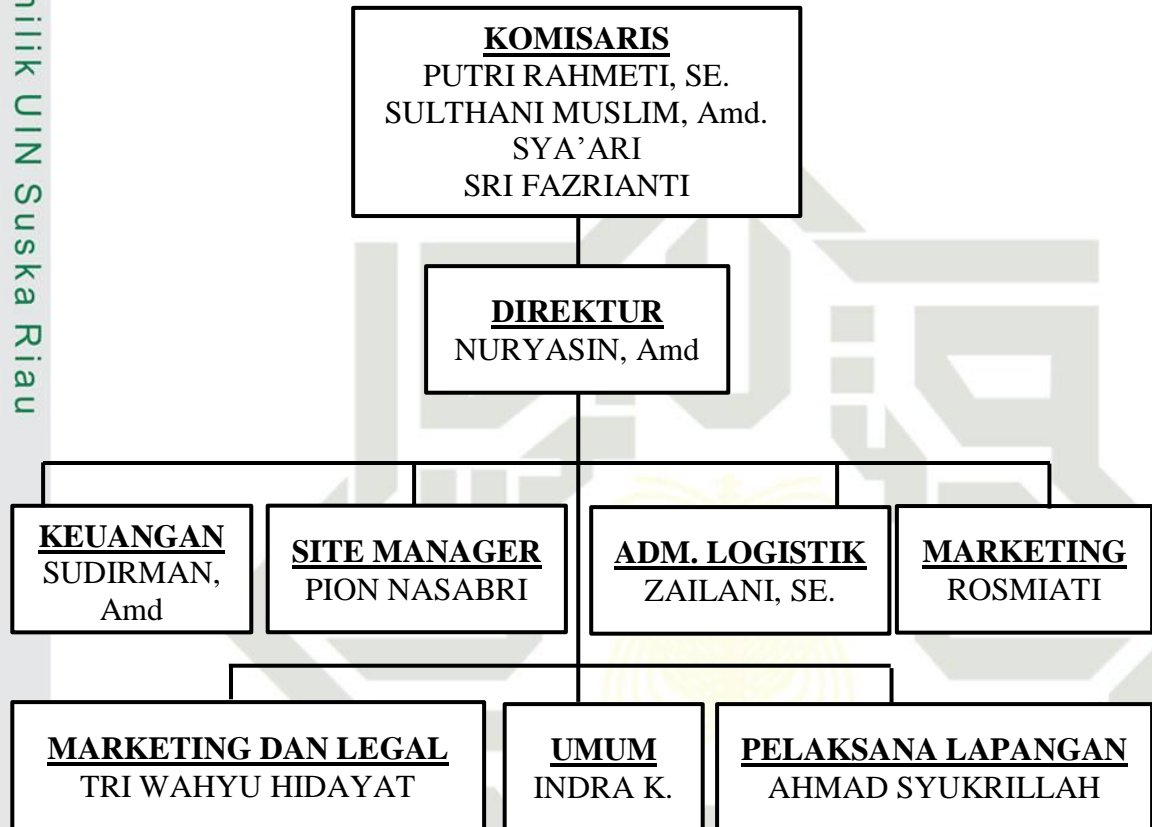 milik UIN Suska Riau
KOMISARIS
PUTRI RAHMETI, SE.
SULTHANI MUSLIM, Amd.
SYA’ARI
SRI FAZRIANTI
DIREKTUR
NURYASIN, Amd
KEUANGAN
SUDIRMAN,
Amd
SITE MANAGER
PION NASABRI
ADM. LOGISTIK
ZAILANI, SE.
MARKETING
ROSMIATI
MARKETING DAN LEGAL
TRI WAHYU HIDAYAT
UMUM
INDRA K.
PELAKSANA LAPANGAN
AHMAD SYUKRILLAH